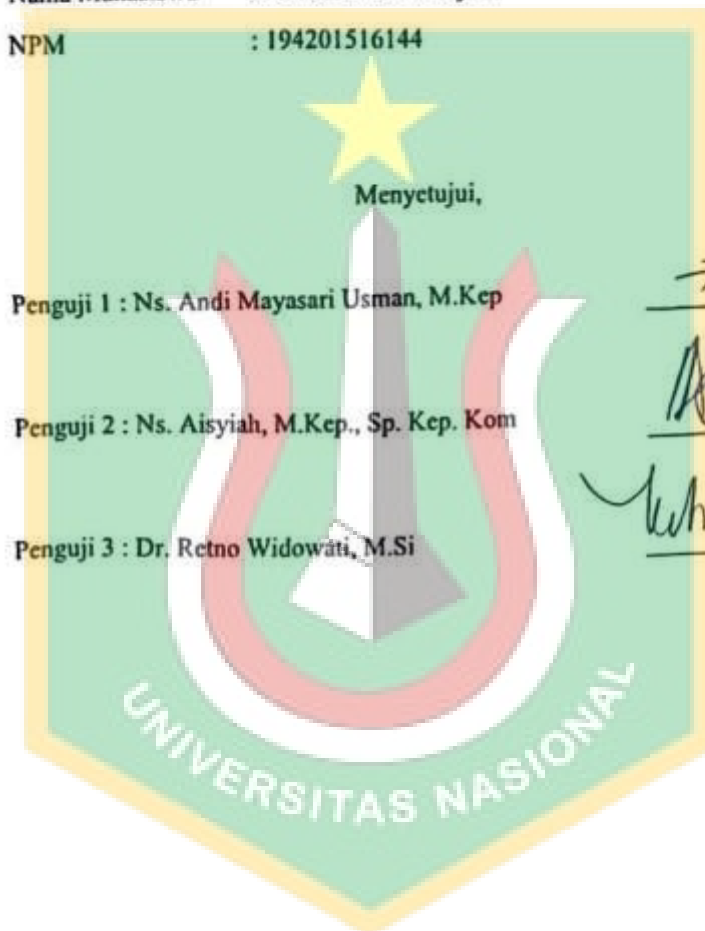 NPM : 194201516144
Menyetujui,
Penguji 1 : Ns. Andi Mayasari Usman, M.Kep
Penguji 2 : Ns. Aisyiah, M.Kep., Sp. Kep. Kom
Penguji 3 : Dr. Retno Widowati, M.Si
UNIVERSITAS NASIONAL